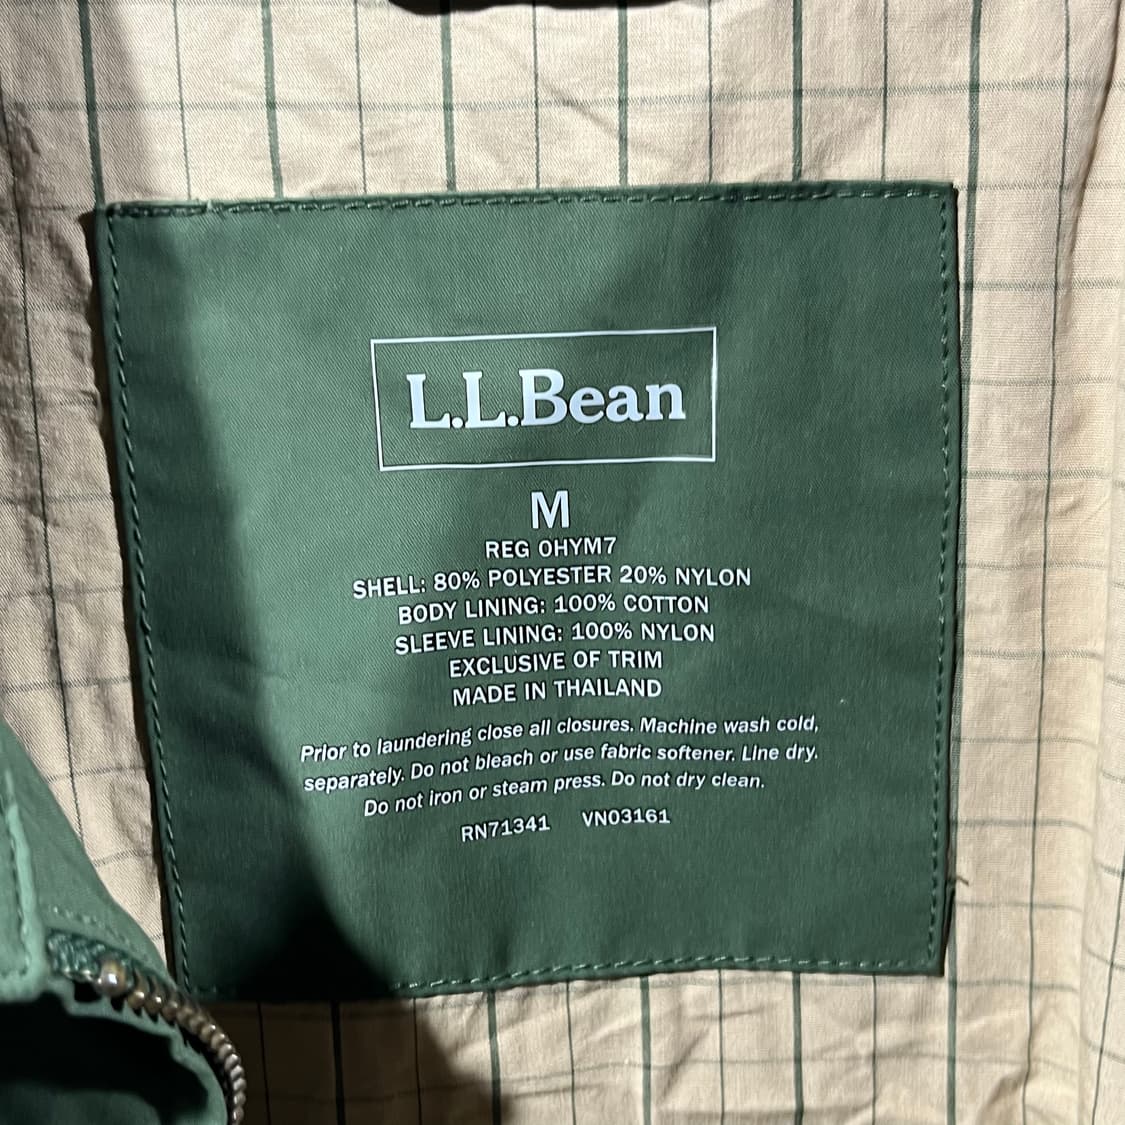 L.L.Bean
M
REG 0HYM7
SHELL: 80% POLYESTER 20% NYLON
BODY LINING: 100% COTTON
SLEEVE LINING: 100% NYLON
EXCLUSIVE OF TRIM
MADE IN THAILAND
Prior to laundering close all closures. Machine wash cold,
separately. Do not bleach or use fabric softener. Line dry.
Do not iron or steam press. Do not dry clean.
RN71341 VN03161